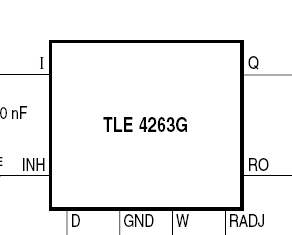 I Q
TLE 4263G
0 nF
INH RO
D GND W RADJ